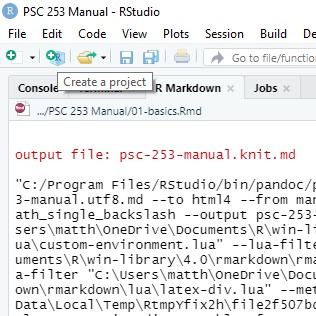 PSC 253 Manual - RStudio
File Edit Code View Plots Session Build D
Go to file/function
Create a project
Console R Markdown Jobs
.../PSC 253 Manual/01-basics.Rmd
output file: psc-253-manual.knit.md
"C:/Program Files/RStudio/bin/pandoc/p
3-manual.utf8.md --to html4 --from mar
ath_single_backslash --output psc-253-
sers\matth\OneDrive\Documents\R\win-li
ua\custom-environment.lua" --lua-filte
uments\R\win-library\4.0\rmarkdown\rma
a-filter "C:\Users\matth\OneDrive\Docu
own\rmarkdown\lua\latex-div.lua" --met
Data\Local\Temp\RtmpYfix2h\file2f507bd